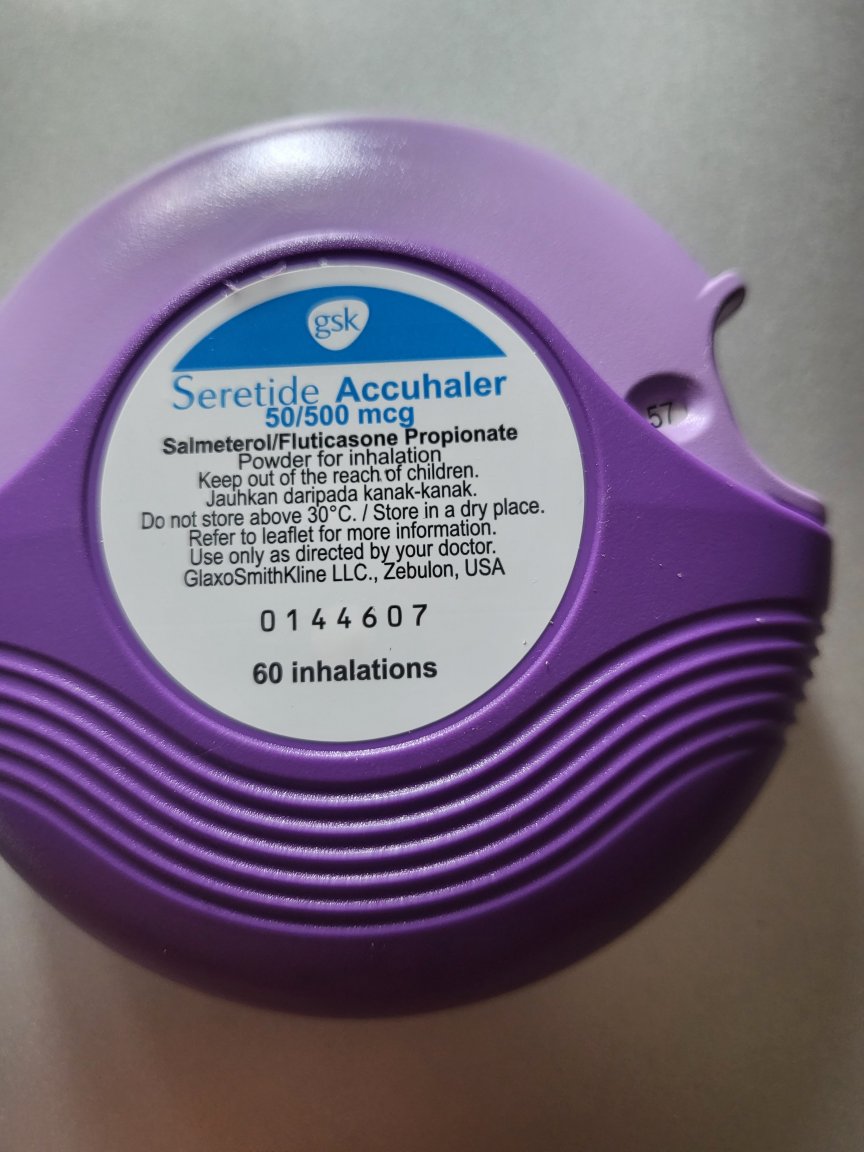 gsk
Seretide Accuhaler
50/500 mcg
Salmeterol/Fluticasone Propionate
Powder for inhalation
Keep out of the reach of children.
Jauhkan daripada kanak-kanak.
Do not store above 30°C. / Store in a dry place.
Refer to leaflet for more information.
Use only as directed by your doctor.
GlaxoSmithKline LLC., Zebulon, USA
0144607
60 inhalations
57